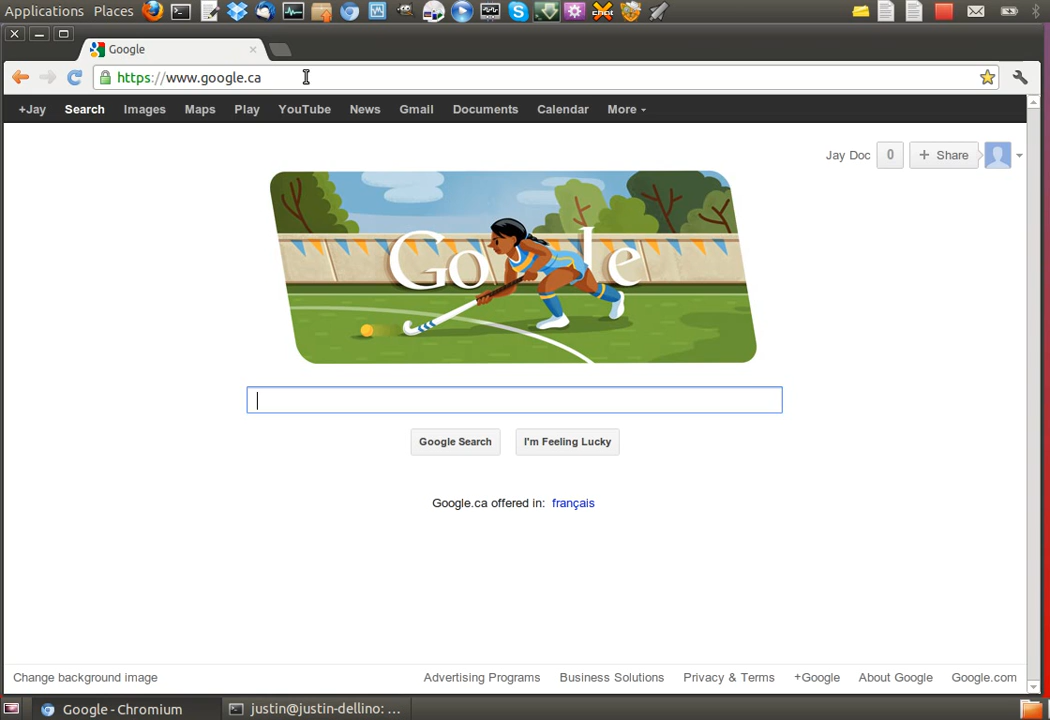 Applications Places
Google
https://www.google.ca
+Jay Search Images Maps Play YouTube News Gmail Documents Calendar More
Jay Doc 0 + Share
Google
Google Search I'm Feeling Lucky
Google.ca offered in: français
Change background image Advertising Programs Business Solutions Privacy & Terms +Google About Google Google.com
Google - Chromium justin@justin-dellino: ...